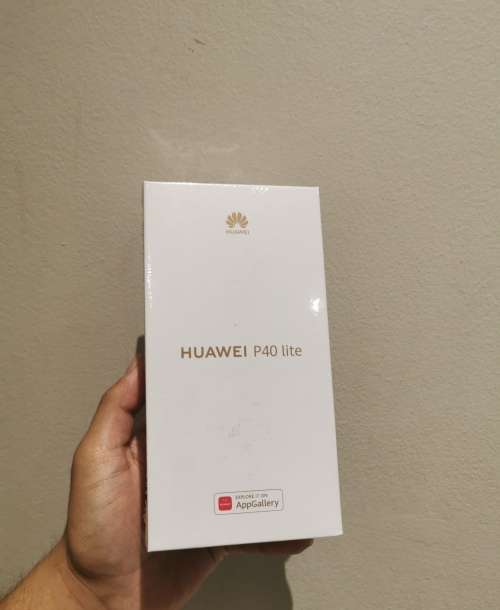 HUAWEI
HUAWEI P40 lite
EXPLORE IT ON
AppGallery